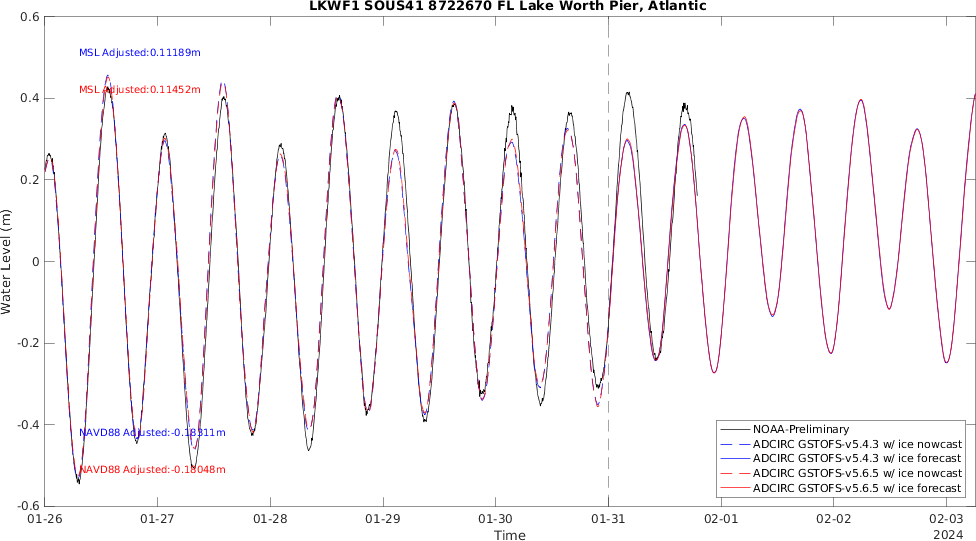 LKWF1 SOUS41 8722670 FL Lake Worth Pier, Atlantic
0.6
0.4
0.2
0
-0.2
-0.4
-0.6
Water Level (m)
MSL Adjusted:0.11189m
MSL Adjusted:0.11452m
NAVD88 Adjusted:-0.18311m
NAVD88 Adjusted:-0.18048m
NOAA-Preliminary
ADCIRC GSTOFS-v5.4.3 w/ ice nowcast
ADCIRC GSTOFS-v5.4.3 w/ ice forecast
ADCIRC GSTOFS-v5.6.5 w/ ice nowcast
ADCIRC GSTOFS-v5.6.5 w/ ice forecast
01-26 01-27 01-28 01-29 01-30 01-31 02-01 02-02 02-03
Time
2024